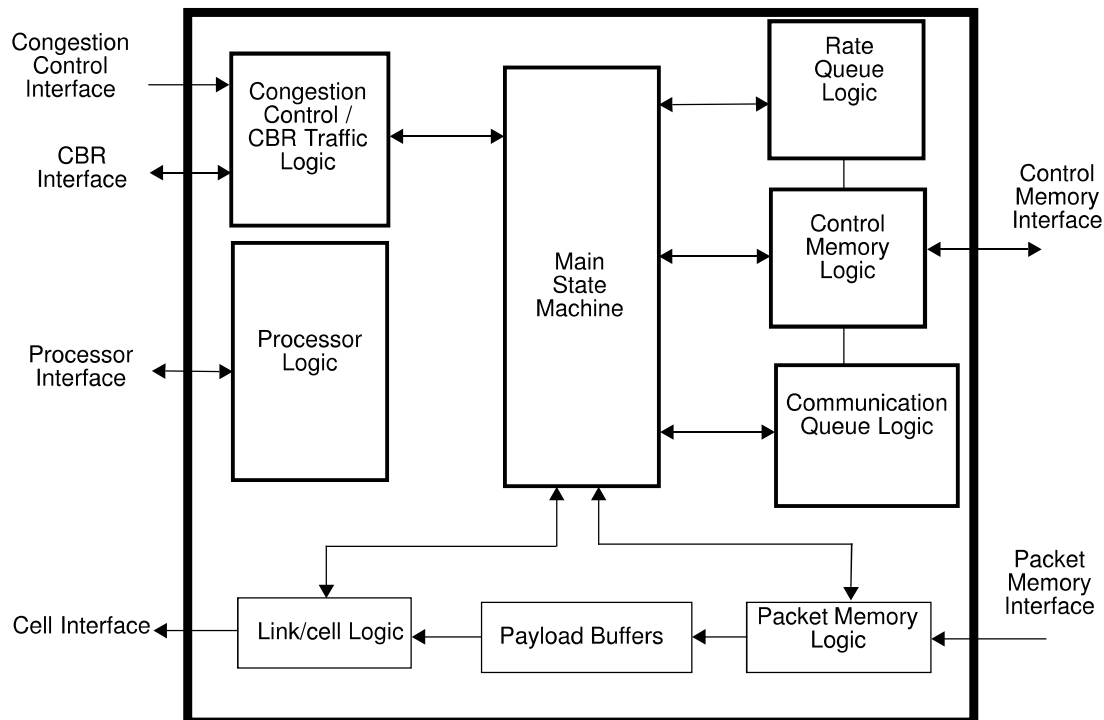 Congestion
Control
Interface
CBR
Interface
Processor
Interface
Cell Interface
Congestion
Control /
CBR Traffic
Logic
Processor
Logic
Main
State
Machine
Rate
Queue
Logic
Control
Memory
Logic
Communication
Queue Logic
Control
Memory
Interface
Link/cell Logic
Payload Buffers
Packet Memory
Logic
Packet
Memory
Interface